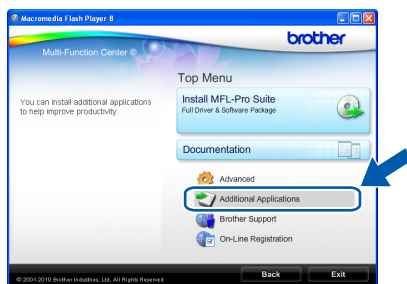 Macromedia Flash Player 8
brother
Multi-Function Center ®
Top Menu
You can install additional applications
to help improve productivity.
Install MFL-Pro Suite
Full Driver & Software Package
Documentation
Advanced
Additional Applications
Brother Support
On-Line Registration
© 2001-2010 Brother Industries, Ltd. All Rights Reserved.
Back
Exit